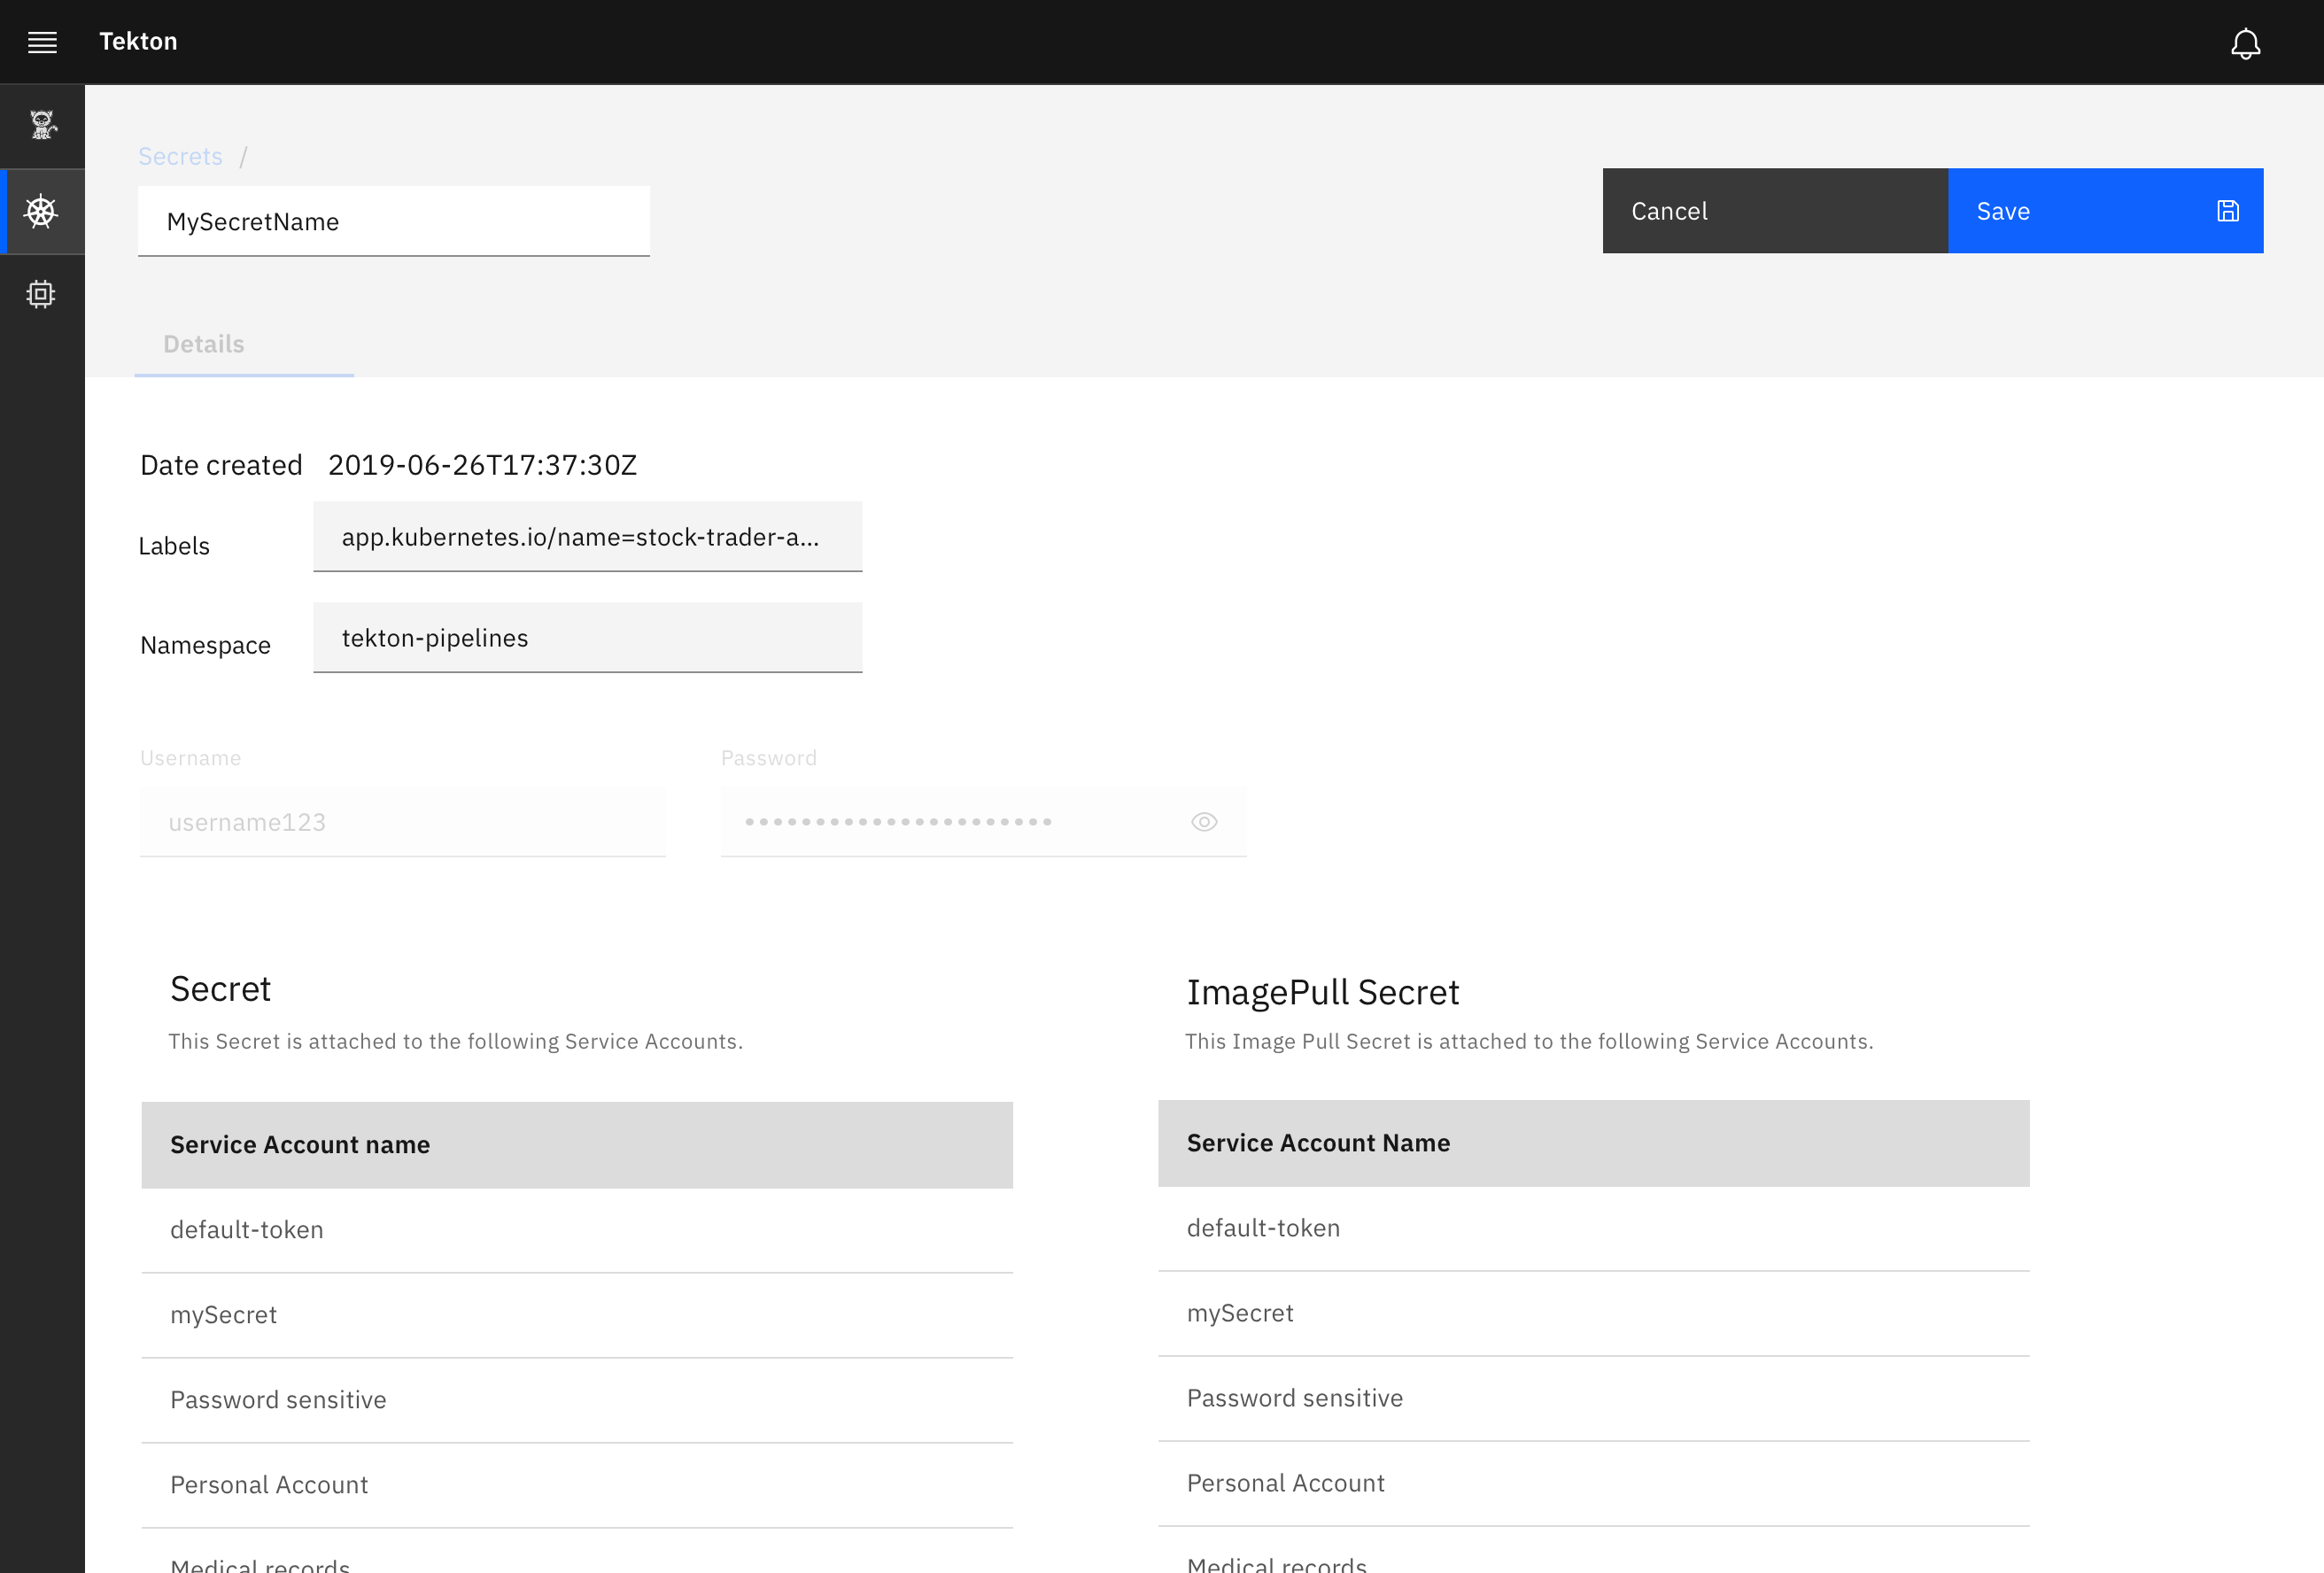 Tekton
Secrets /
MySecretName
Cancel
Save
Details
Date created 2019-06-26T17:37:30Z
Labels app.kubernetes.io/name=stock-trader-a...
Namespace tekton-pipelines
Username
Password
username123
Secret
This Secret is attached to the following Service Accounts.
Service Account name
default-token
mySecret
Password sensitive
Personal Account
Medical records
ImagePull Secret
This Image Pull Secret is attached to the following Service Accounts.
Service Account Name
default-token
mySecret
Password sensitive
Personal Account
Medical records